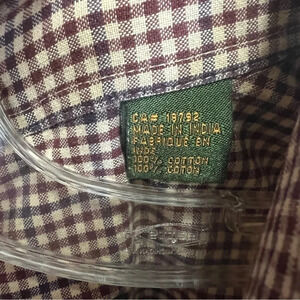 CA# 18792
MADE IN INDIA
FABRIQUE EN
INDE
100% COTTON
100% COTON